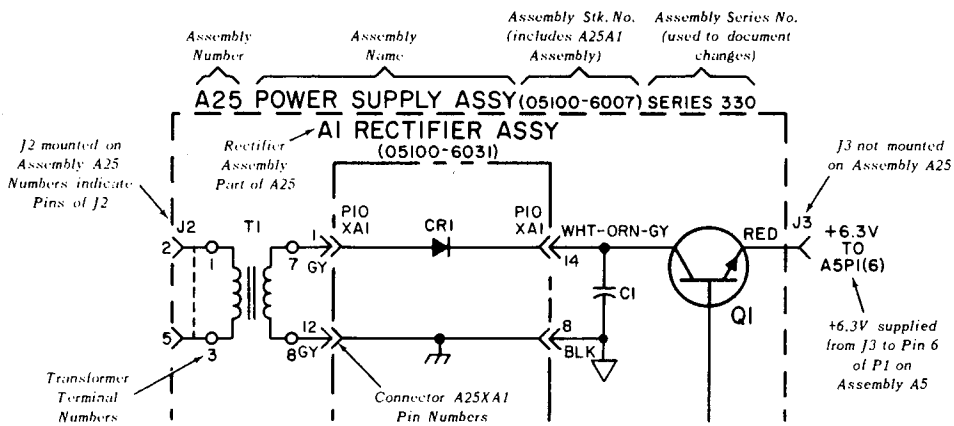 Assembly
Number
Assembly
Name
Assembly Stk. No.
(includes A25A1
Assembly)
Assembly Series No.
(used to document
changes)
A25 POWER SUPPLY ASSY (05100-6007) SERIES 330
A1 RECTIFIER ASSY
(05100-6031)
J2 mounted on
Assembly A25
Numbers indicate
Pins of J2
Rectifier
Assembly
Part of A25
J3 not mounted
on Assembly A25
J2
2
5
T1
1
3
7
8
1
GY
12
GY
P10
XA1
CR1
P10
XA1
WHT-ORN-GY
14
8
BLK
C1
Q1
RED
J3
+6.3V
TO
A5P1(6)
+6.3V supplied
from J3 to Pin 6
of P1 on
Assembly A5
Transformer
Terminal
Numbers
Connector A25XA1
Pin Numbers